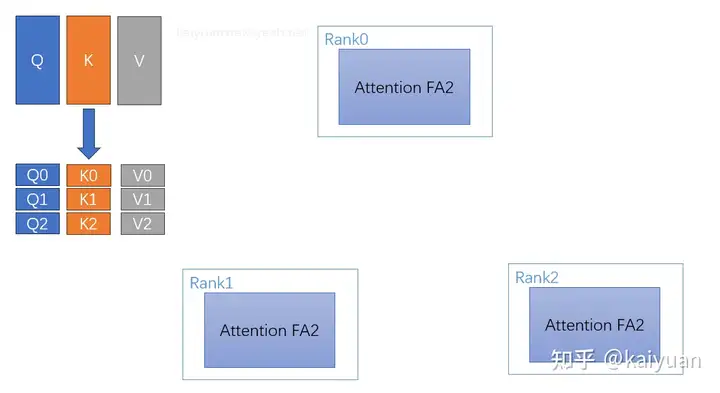 Q K V
Q0 K0 V0
Q1 K1 V1
Q2 K2 V2
Rank0
Attention FA2
Rank1
Attention FA2
Rank2
Attention FA2
知乎 @kaiyuan